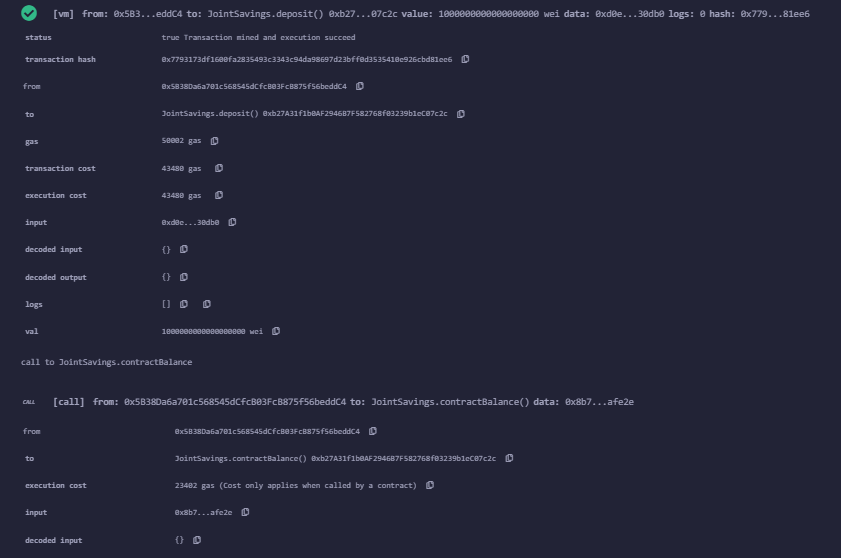 [vm] from: 0x5B3...eddC4 to: JointSavings.deposit() 0xb27...07c2c value: 1000000000000000000 wei data: 0xd0e...30db0 logs: 0 hash: 0x779...81ee6
status true Transaction mined and execution succeed
transaction hash 0x7793173df1600fa2835493c3343c94da98697d23bff0d3535410e926cbd81ee6
from 0x5B38Da6a701c568545dCfcB03FcB875f56beddC4
to JointSavings.deposit() 0xb27A31f1b0AF2946B7F582768f03239b1eC07c2c
gas 50002 gas
transaction cost 43480 gas
execution cost 43480 gas
input 0xd0e...30db0
decoded input {}
decoded output {}
logs []
val 1000000000000000000 wei
call to JointSavings.contractBalance
CALL [call] from: 0x5B38Da6a701c568545dCfcB03FcB875f56beddC4 to: JointSavings.contractBalance() data: 0x8b7...afe2e
from 0x5B38Da6a701c568545dCfcB03FcB875f56beddC4
to JointSavings.contractBalance() 0xb27A31f1b0AF2946B7F582768f03239b1eC07c2c
execution cost 23402 gas (Cost only applies when called by a contract)
input 0x8b7...afe2e
decoded input {}